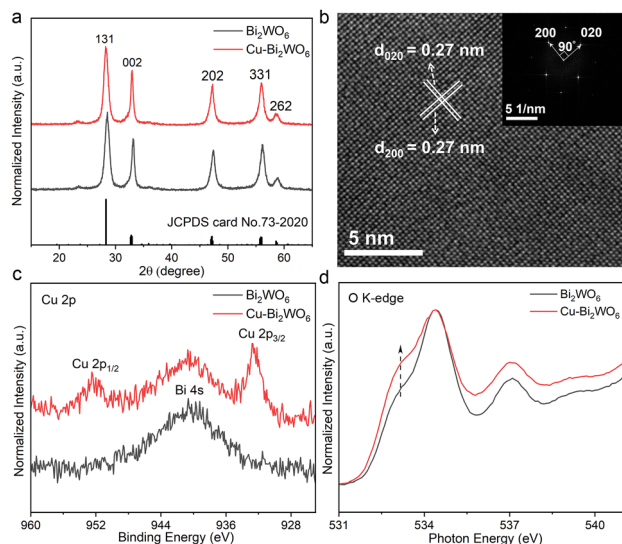 a
Bi₂WO₆
Cu-Bi₂WO₆
131
002
202
331
262
JCPDS card No.73-2020
Normalized Intensity (a.u.)
20 30 40 50 60
2θ (degree)
b
d₀₂₀ = 0.27 nm
d₂₀₀ = 0.27 nm
200 020
90°
5 1/nm
5 nm
c
Cu 2p
Bi₂WO₆
Cu-Bi₂WO₆
Cu 2p₁/₂
Cu 2p₃/₂
Bi 4s
Normalized Intensity (a.u.)
960 952 944 936 928
Binding Energy (eV)
d
O K-edge
Bi₂WO₆
Cu-Bi₂WO₆
Normalized Intensity (a.u.)
531 534 537 540
Photon Energy (eV)